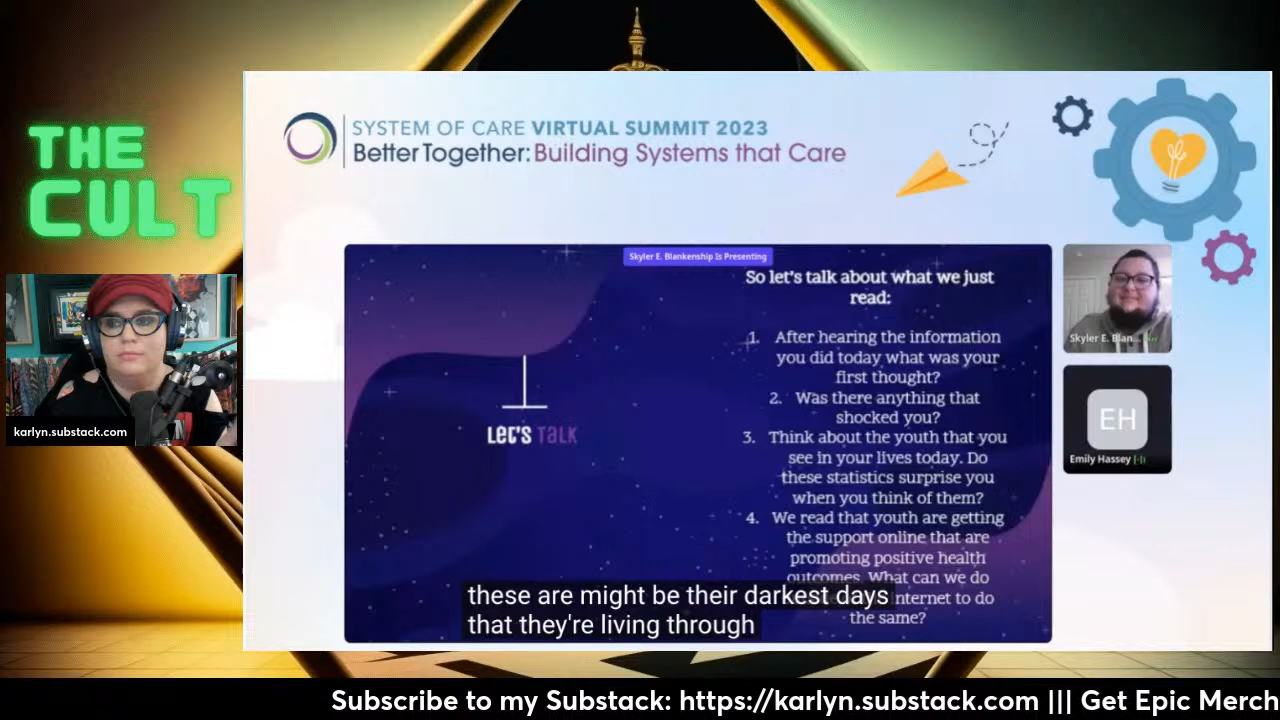 THE
CULT
karlyn.substack.com
SYSTEM OF CARE VIRTUAL SUMMIT 2023
Better Together: Building Systems that Care
Skyler E. Blankenship Is Presenting
So let's talk about what we just
read:
1. After hearing the information
you did today what was your
first thought?
2. Was there anything that
shocked you?
3. Think about the youth that you
see in your lives today. Do
these statistics surprise you
when you think of them?
4. We read that youth are getting
the support online that are
promoting positive health
outcomes. What can we do
Internet to do
the same?
Let's TALK
these are might be their darkest days
that they're living through
Skyler E. Blan...
EH
Emily Hassey
Subscribe to my Substack: https://karlyn.substack.com ||| Get Epic Merch